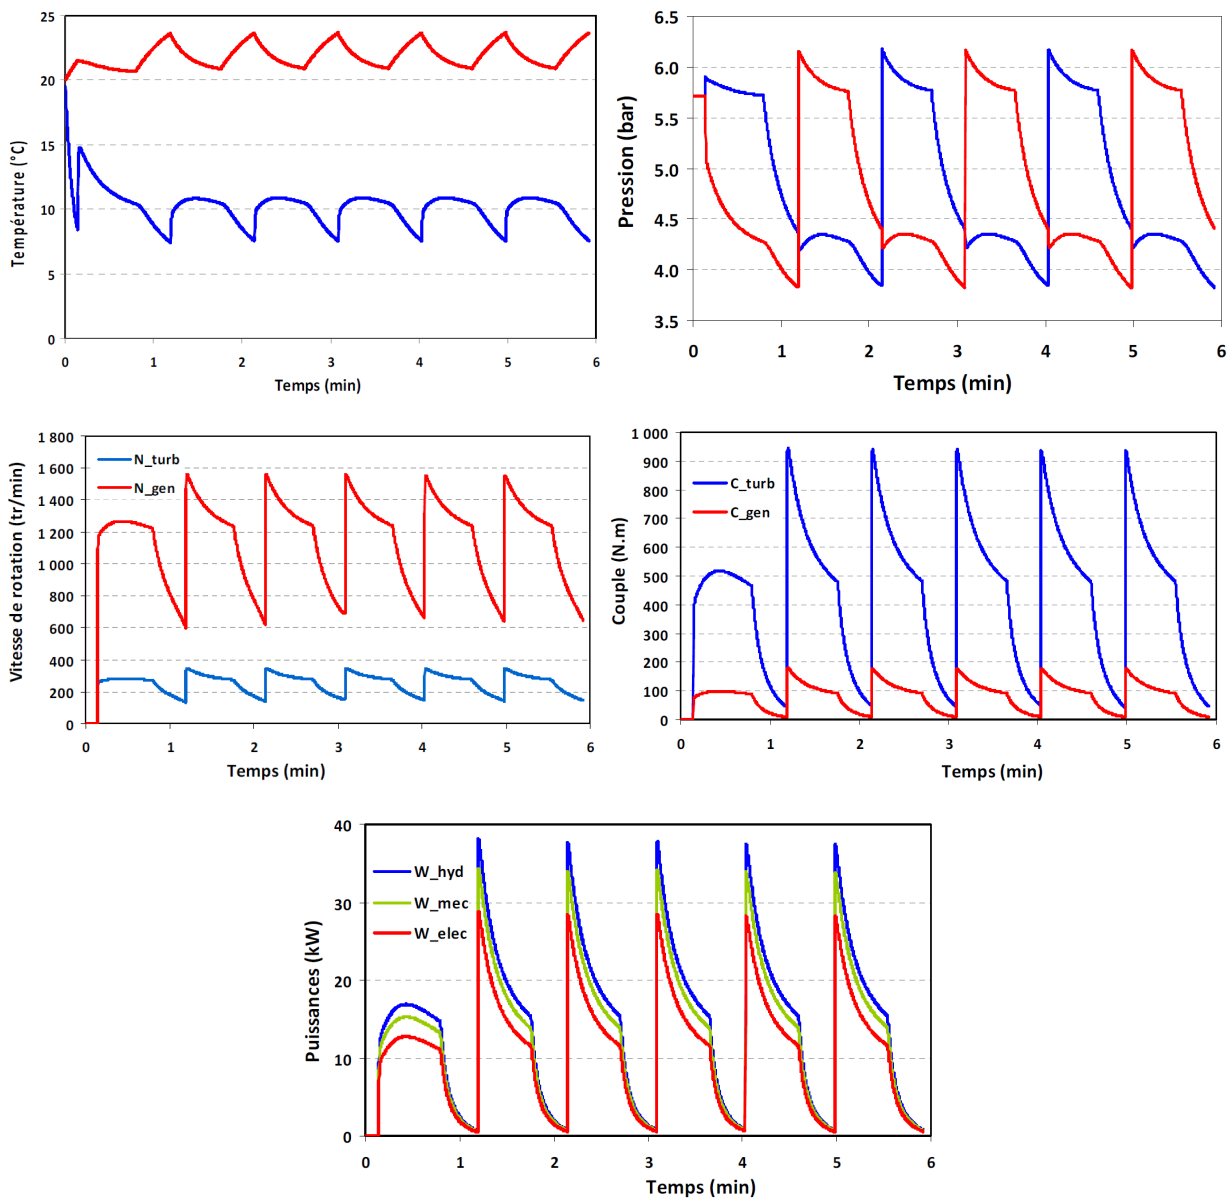 Température (°C)
25
20
15
10
5
0
0 1 2 3 4 5 6
Temps (min)
Pression (bar)
6.5
6.0
5.5
5.0
4.5
4.0
3.5
0 1 2 3 4 5 6
Temps (min)
Vitesse de rotation (tr/min)
1 800
1 600
1 400
1 200
1 000
800
600
400
200
0
N_turb
N_gen
0 1 2 3 4 5 6
Temps (min)
Couple (N.m)
1 000
900
800
700
600
500
400
300
200
100
0
C_turb
C_gen
0 1 2 3 4 5 6
Temps (min)
Puissances (kW)
40
30
20
10
0
W_hyd
W_mec
W_elec
0 1 2 3 4 5 6
Temps (min)